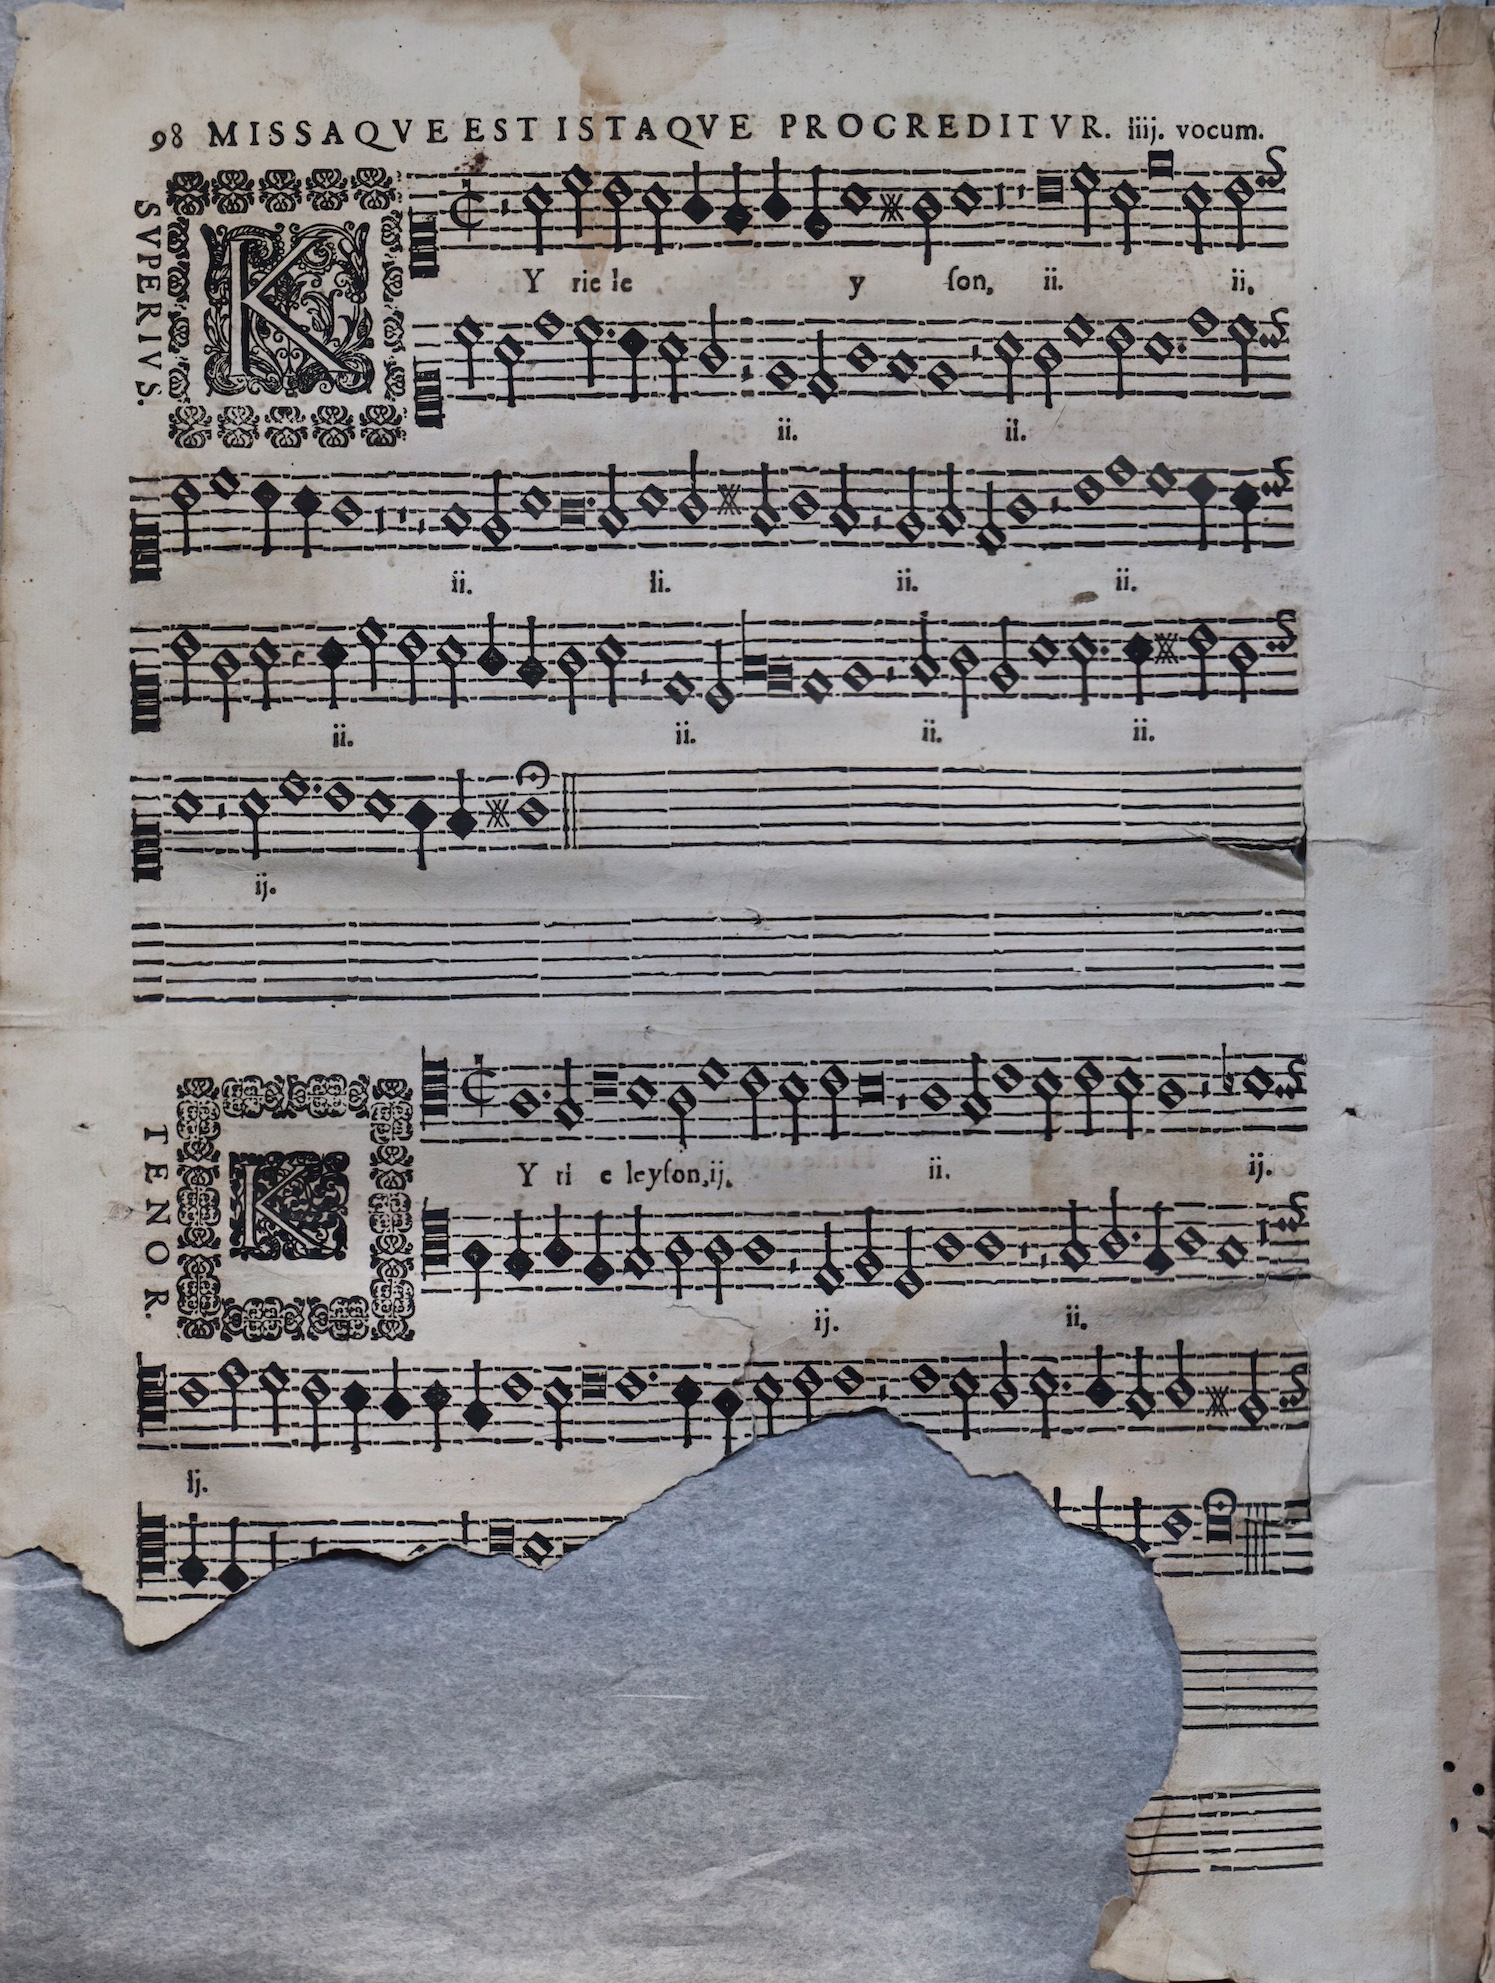 98 MISSA QVE EST ISTA QVE PROGREDITVR. iiij. vocum.
SVPERIVS.
K
Y rie le y ſon, ii. ii.
ii. ii.
ii. ii. ii. ii.
ii. ii. ii. ii.
ij.
TENOR.
K
Y ri e leyſon, ij. ii. ij.
ij. ii.
ij.